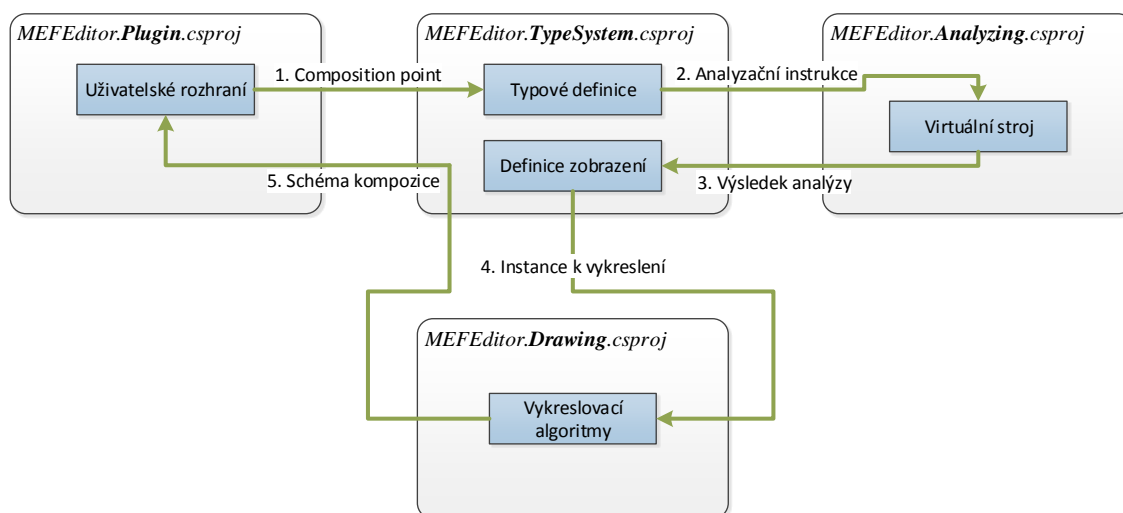 MEFEditor.Plugin.csproj
Uživatelské rozhraní
1. Composition point
MEFEditor.TypeSystem.csproj
Typové definice
2. Analyzační instrukce
MEFEditor.Analyzing.csproj
Virtuální stroj
3. Výsledek analýzy
Definice zobrazení
5. Schéma kompozice
4. Instance k vykreslení
MEFEditor.Drawing.csproj
Vykreslovací
algoritmy